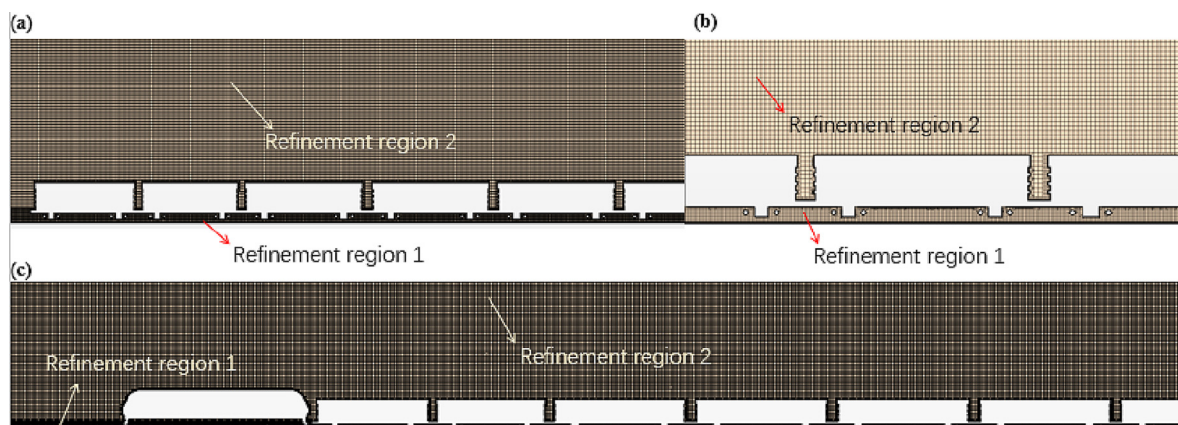 (a)
(b)
Refinement region 2
Refinement region 2
Refinement region 1
Refinement region 1
(c)
Refinement region 1
Refinement region 2